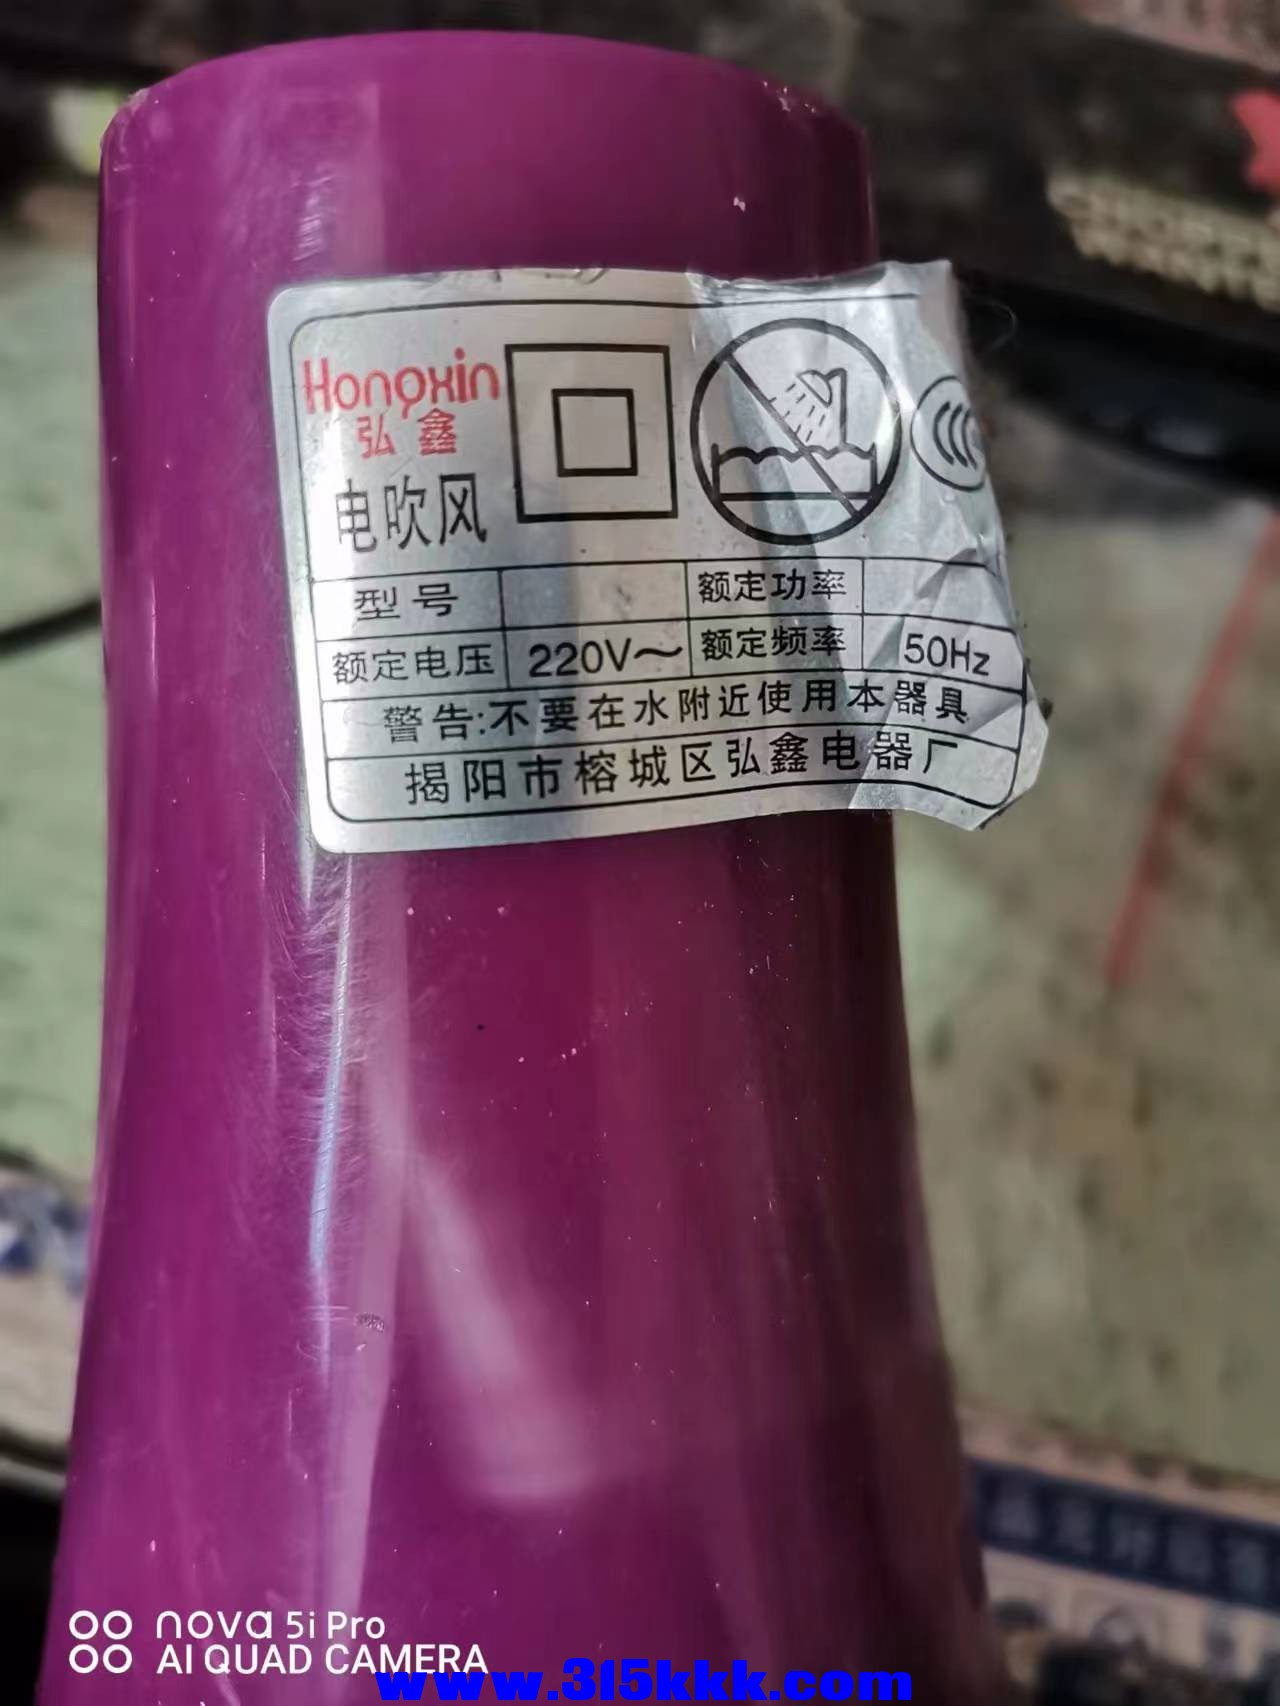 Hongxin
弘鑫
电吹风
型号 额定功率
额定电压 220V~ 额定频率 50Hz
警告:不要在水附近使用本器具
揭阳市榕城区弘鑫电器厂
nova 5i Pro
AI QUAD CAMERA
www.315kkk.com